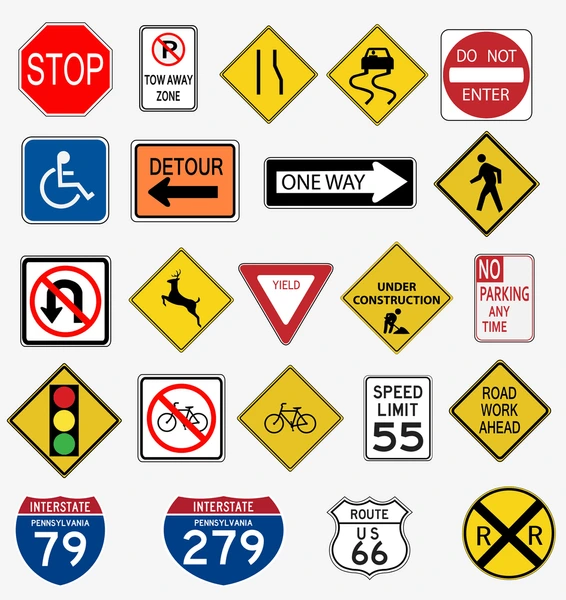 STOP
P
TOW AWAY
ZONE
DO NOT
ENTER
DETOUR
ONE WAY
YIELD
UNDER
CONSTRUCTION
NO
PARKING
ANY
TIME
SPEED
LIMIT
55
ROAD
WORK
AHEAD
INTERSTATE
PENNSYLVANIA
79
INTERSTATE
PENNSYLVANIA
279
ROUTE
U S
66
R R